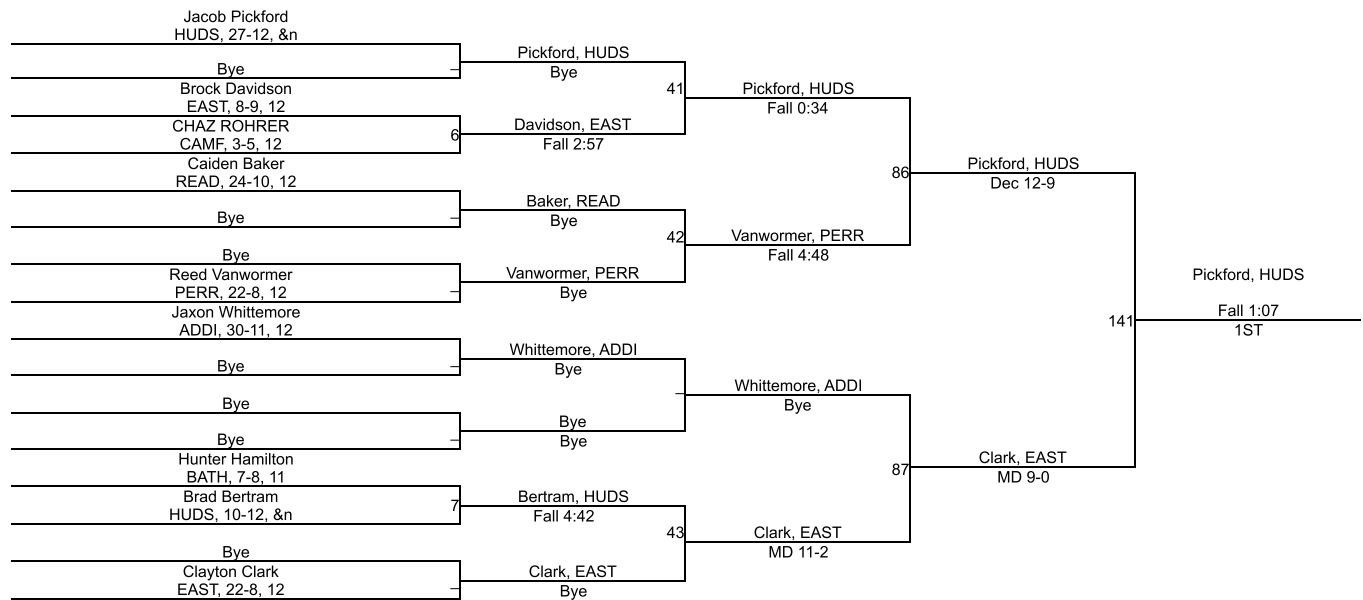 Jacob Pickford
HUDS, 27-12, &n
Bye
Brock Davidson
EAST, 8-9, 12
CHAZ ROHRER
CAMF, 3-5, 12
Caiden Baker
READ, 24-10, 12
Bye
Bye
Reed Vanwormer
PERR, 22-8, 12
Jaxon Whittemore
ADDI, 30-11, 12
Bye
Bye
Bye
Hunter Hamilton
BATH, 7-8, 11
Brad Bertram
HUDS, 10-12, &n
Bye
Clayton Clark
EAST, 22-8, 12
–
6
–
–
–
–
7
–
Pickford, HUDS
Bye
Davidson, EAST
Fall 2:57
Baker, READ
Bye
Vanwormer, PERR
Bye
Whittemore, ADDI
Bye
Bye
Bye
Bertram, HUDS
Fall 4:42
Clark, EAST
Bye
41
42
–
43
Pickford, HUDS
Fall 0:34
Vanwormer, PERR
Fall 4:48
Whittemore, ADDI
Bye
Clark, EAST
MD 11-2
86
87
Pickford, HUDS
Dec 12-9
Clark, EAST
MD 9-0
141
Pickford, HUDS
Fall 1:07
1ST